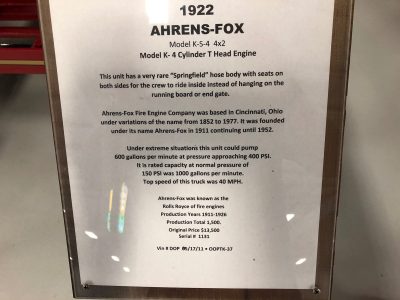 1922
AHRENS-FOX
Model K-S-4 4x2
Model K- 4 Cylinder T Head Engine
This unit has a very rare “Springfield” hose body with seats on
both sides for the crew to ride inside instead of hanging on the
running board or end gate.
Ahrens-Fox Fire Engine Company was based in Cincinnati, Ohio
under variations of the name from 1852 to 1977. It was founded
under its name Ahrens-Fox in 1911 continuing until 1952.
Under extreme situations this unit could pump
600 gallons per minute at pressure approaching 400 PSI.
It is rated capacity at normal pressure of
150 PSI was 1000 gallons per minute.
Top speed of this truck was 40 MPH.
Ahrens-Fox was known as the
Rolls Royce of fire engines
Production Years 1911-1926
Production Total 1,500.
Original Price $13,500
Serial # 1131
Vin # DOP /17/11 • OOPTK-37